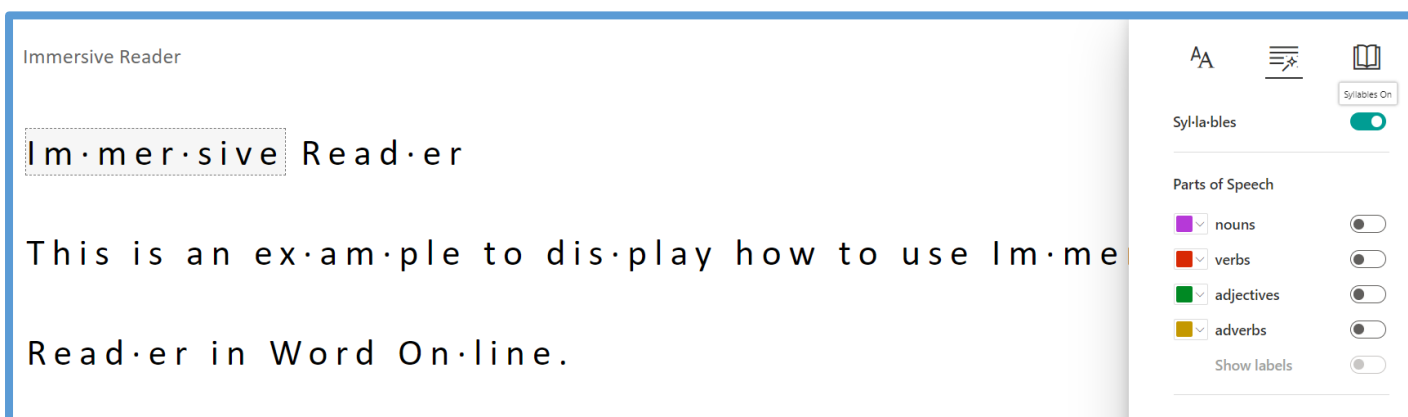 Immersive Reader
Im·mer·sive Read·er
This is an ex·am·ple to dis·play how to use Im·me
Read·er in Word On·line.
AA
Syllables On
Syl·la·bles
Parts of Speech
nouns
verbs
adjectives
adverbs
Show labels